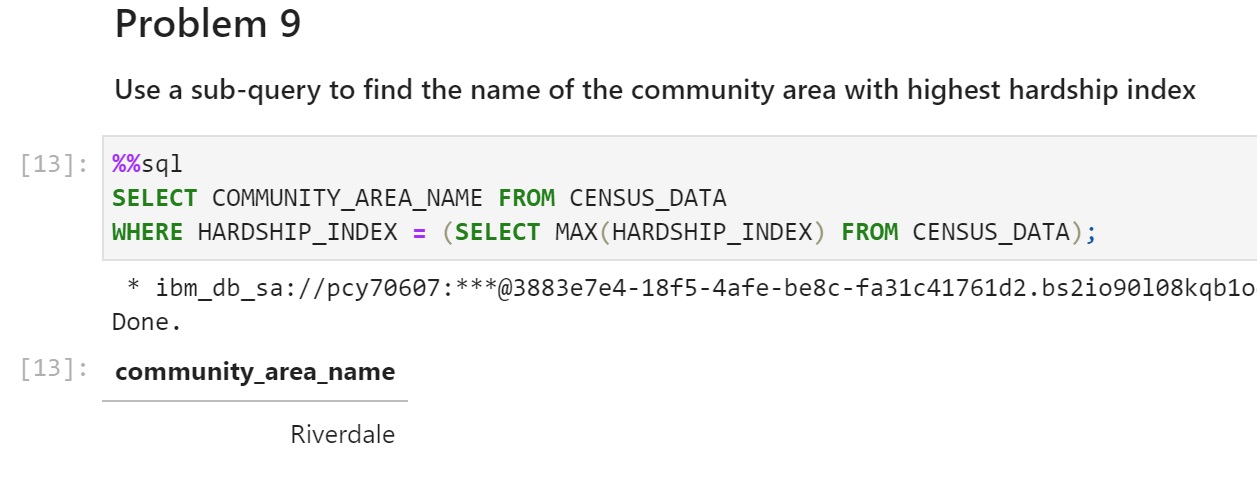 Problem 9
Use a sub-query to find the name of the community area with highest hardship index
[13]: %%sql
SELECT COMMUNITY_AREA_NAME FROM CENSUS_DATA
WHERE HARDSHIP_INDEX = (SELECT MAX(HARDSHIP_INDEX) FROM CENSUS_DATA);
* ibm_db_sa://pcy70607:***@3883e7e4-18f5-4afe-be8c-fa31c41761d2.bs2io90l08kqb1o
Done.
[13]: community_area_name
Riverdale